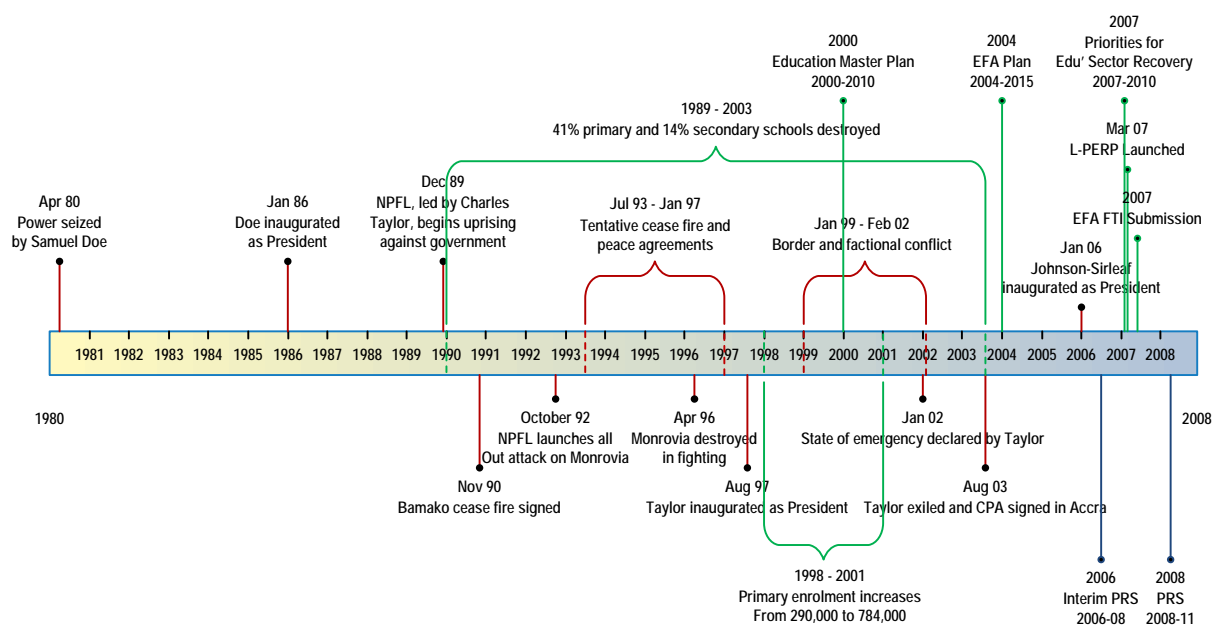 2000
Education Master Plan
2000-2010
2004
EFA Plan
2004-2015
2007
Priorities for
Edu' Sector Recovery
2007-2010
1989 - 2003
41% primary and 14% secondary schools destroyed
Mar 07
L-PERP Launched
2007
EFA FTI Submission
Apr 80
Power seized
by Samuel Doe
Jan 86
Doe inaugurated
as President
Dec 89
NPFL, led by Charles
Taylor, begins uprising
against government
Jul 93 - Jan 97
Tentative cease fire and
peace agreements
Jan 99 - Feb 02
Border and factional conflict
Jan 06
Johnson-Sirleaf
inaugurated as President
1981 1982 1983 1984 1985 1986 1987 1988 1989 1990 1991 1992 1993 1994 1995 1996 1997 1998 1999 2000 2001 2002 2003 2004 2005 2006 2007 2008
1980
2008
October 92
NPFL launches all
Out attack on Monrovia
Apr 96
Monrovia destroyed
in fighting
Jan 02
State of emergency declared by Taylor
Nov 90
Bamako cease fire signed
Aug 97
Taylor inaugurated as President
Aug 03
Taylor exiled and CPA signed in Accra
1998 - 2001
Primary enrolment increases
From 290,000 to 784,000
2006
Interim PRS
2006-08
2008
PRS
2008-11